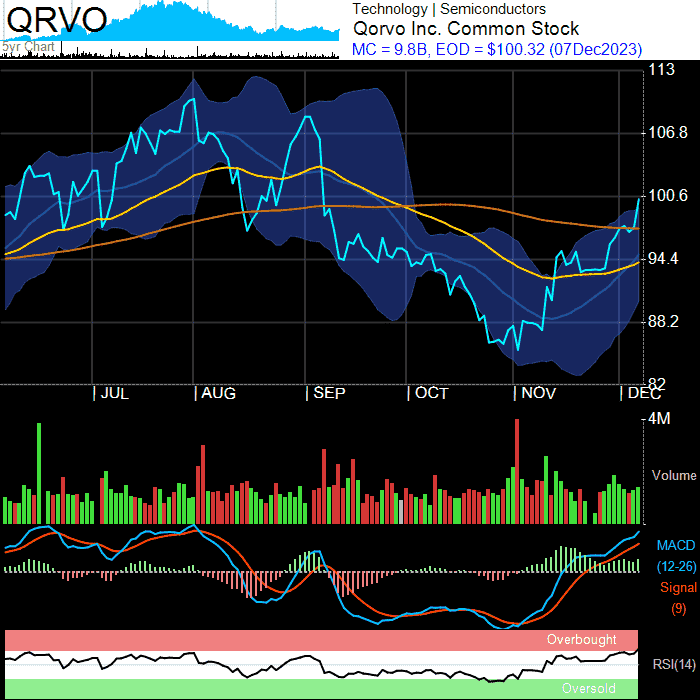 QRVO
5yr Chart
Technology | Semiconductors
Qorvo Inc. Common Stock
MC = 9.8B, EOD = $100.32 (07Dec2023)
113
106.8
100.6
94.4
88.2
82
| JUL | AUG | SEP | OCT | NOV | DEC
4M
Volume
MACD
(12-26)
Signal
(9)
Overbought
RSI(14)
Oversold